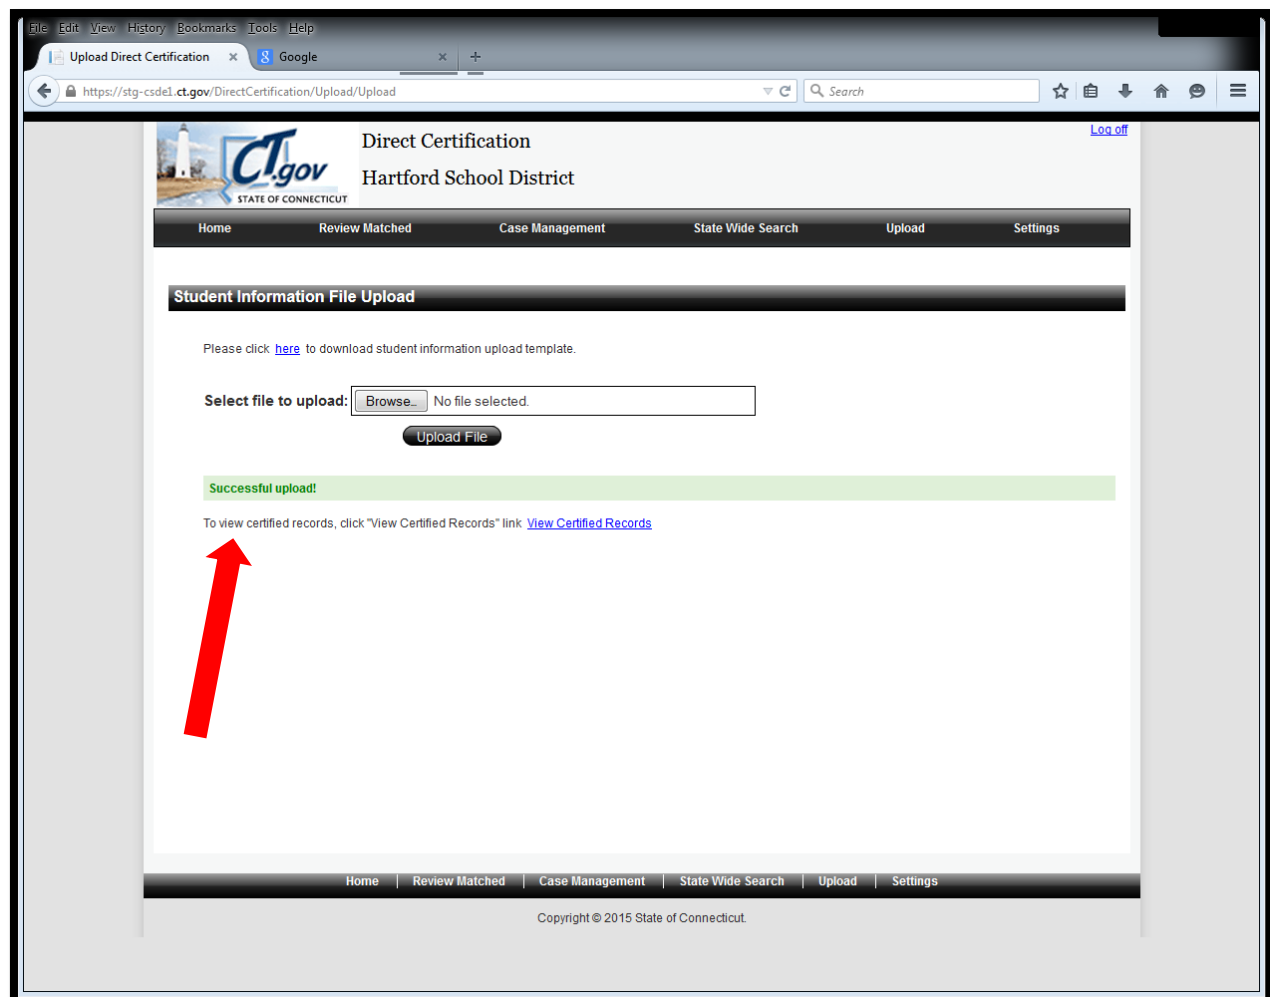 File Edit View History Bookmarks Tools Help
Upload Direct Certification × 8 Google × +
https://stg-csde1.ct.gov/DirectCertification/Upload/Upload Search
Log off
CT.gov
STATE OF CONNECTICUT
Direct Certification
Hartford School District
Home Review Matched Case Management State Wide Search Upload Settings
Student Information File Upload
Please click here to download student information upload template.
Select file to upload: Browse... No file selected.
Upload File
Successful upload!
To view certified records, click "View Certified Records" link View Certified Records
Home | Review Matched | Case Management | State Wide Search | Upload | Settings
Copyright © 2015 State of Connecticut.